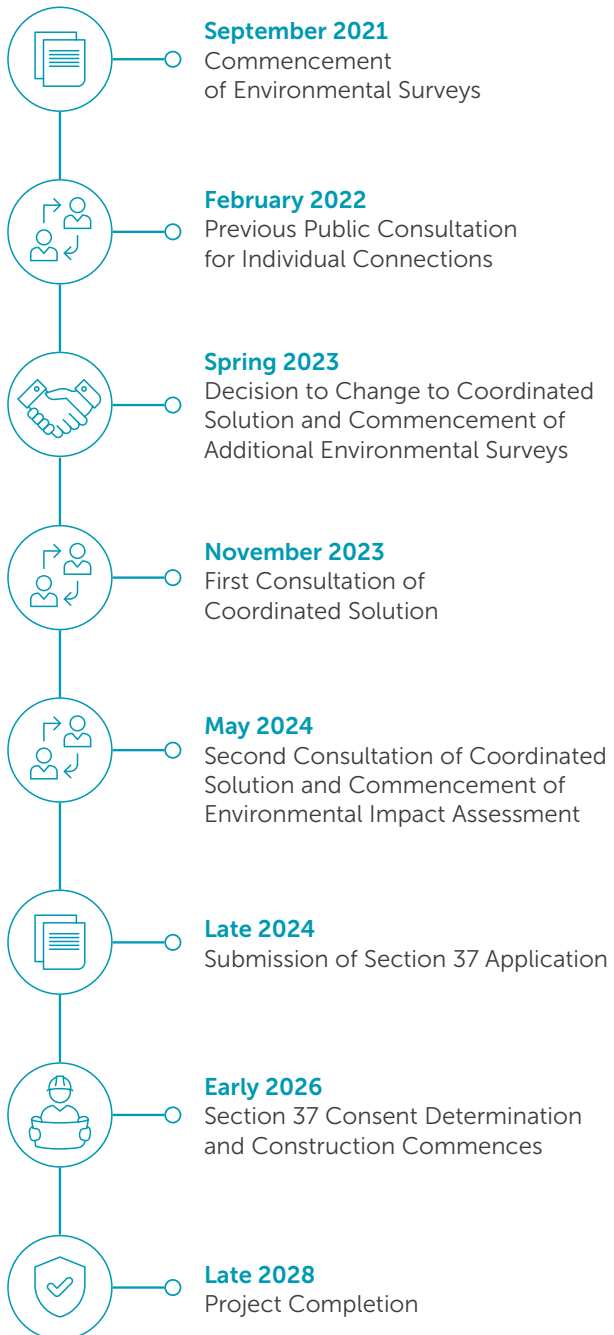 September 2021
Commencement
of Environmental Surveys
February 2022
Previous Public Consultation
for Individual Connections
Spring 2023
Decision to Change to Coordinated
Solution and Commencement of
Additional Environmental Surveys
November 2023
First Consultation of
Coordinated Solution
May 2024
Second Consultation of Coordinated
Solution and Commencement of
Environmental Impact Assessment
Late 2024
Submission of Section 37 Application
Early 2026
Section 37 Consent Determination
and Construction Commences
Late 2028
Project Completion